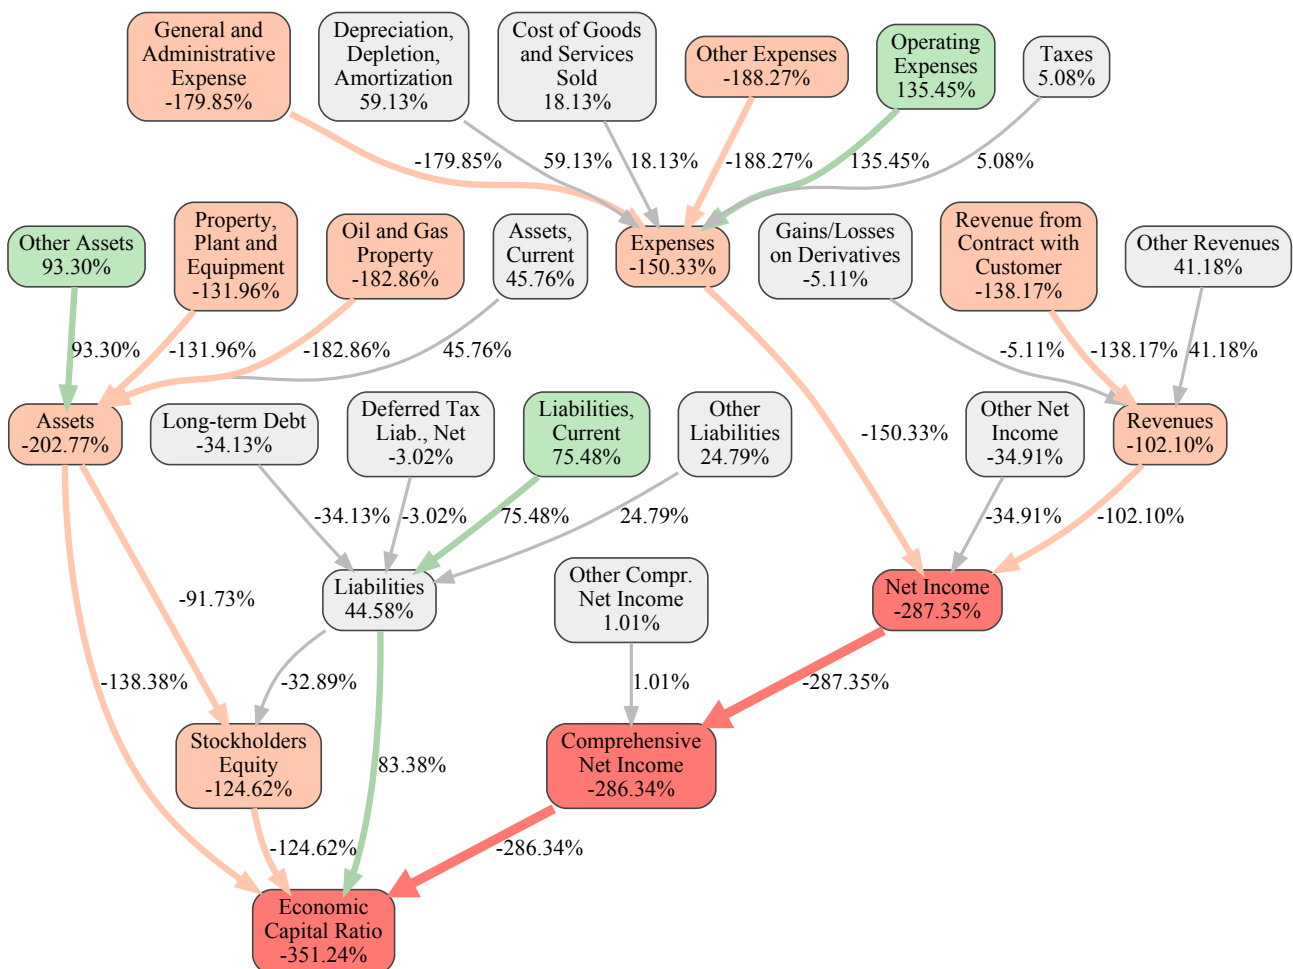 General and
Administrative
Expense
-179.85%
Depreciation,
Depletion,
Amortization
59.13%
Cost of Goods
and Services
Sold
18.13%
Other Expenses
-188.27%
Operating
Expenses
135.45%
Taxes
5.08%
-179.85%
59.13%
18.13%
-188.27%
135.45%
5.08%
Other Assets
93.30%
Property,
Plant and
Equipment
-131.96%
Oil and Gas
Property
-182.86%
Assets,
Current
45.76%
Expenses
-150.33%
Gains/Losses
on Derivatives
-5.11%
Revenue from
Contract with
Customer
-138.17%
Other Revenues
41.18%
93.30%
-131.96%
-182.86%
45.76%
-5.11%
-138.17%
41.18%
Assets
-202.77%
Long-term Debt
-34.13%
Deferred Tax
Liab., Net
-3.02%
Liabilities,
Current
75.48%
Other
Liabilities
24.79%
-150.33%
Other Net
Income
-34.91%
Revenues
-102.10%
-34.13%
-3.02%
75.48%
24.79%
-34.91%
-102.10%
-91.73%
Liabilities
44.58%
Other Compr.
Net Income
1.01%
Net Income
-287.35%
-138.38%
-32.89%
1.01%
-287.35%
Stockholders
Equity
-124.62%
83.38%
Comprehensive
Net Income
-286.34%
-124.62%
-286.34%
Economic
Capital Ratio
-351.24%